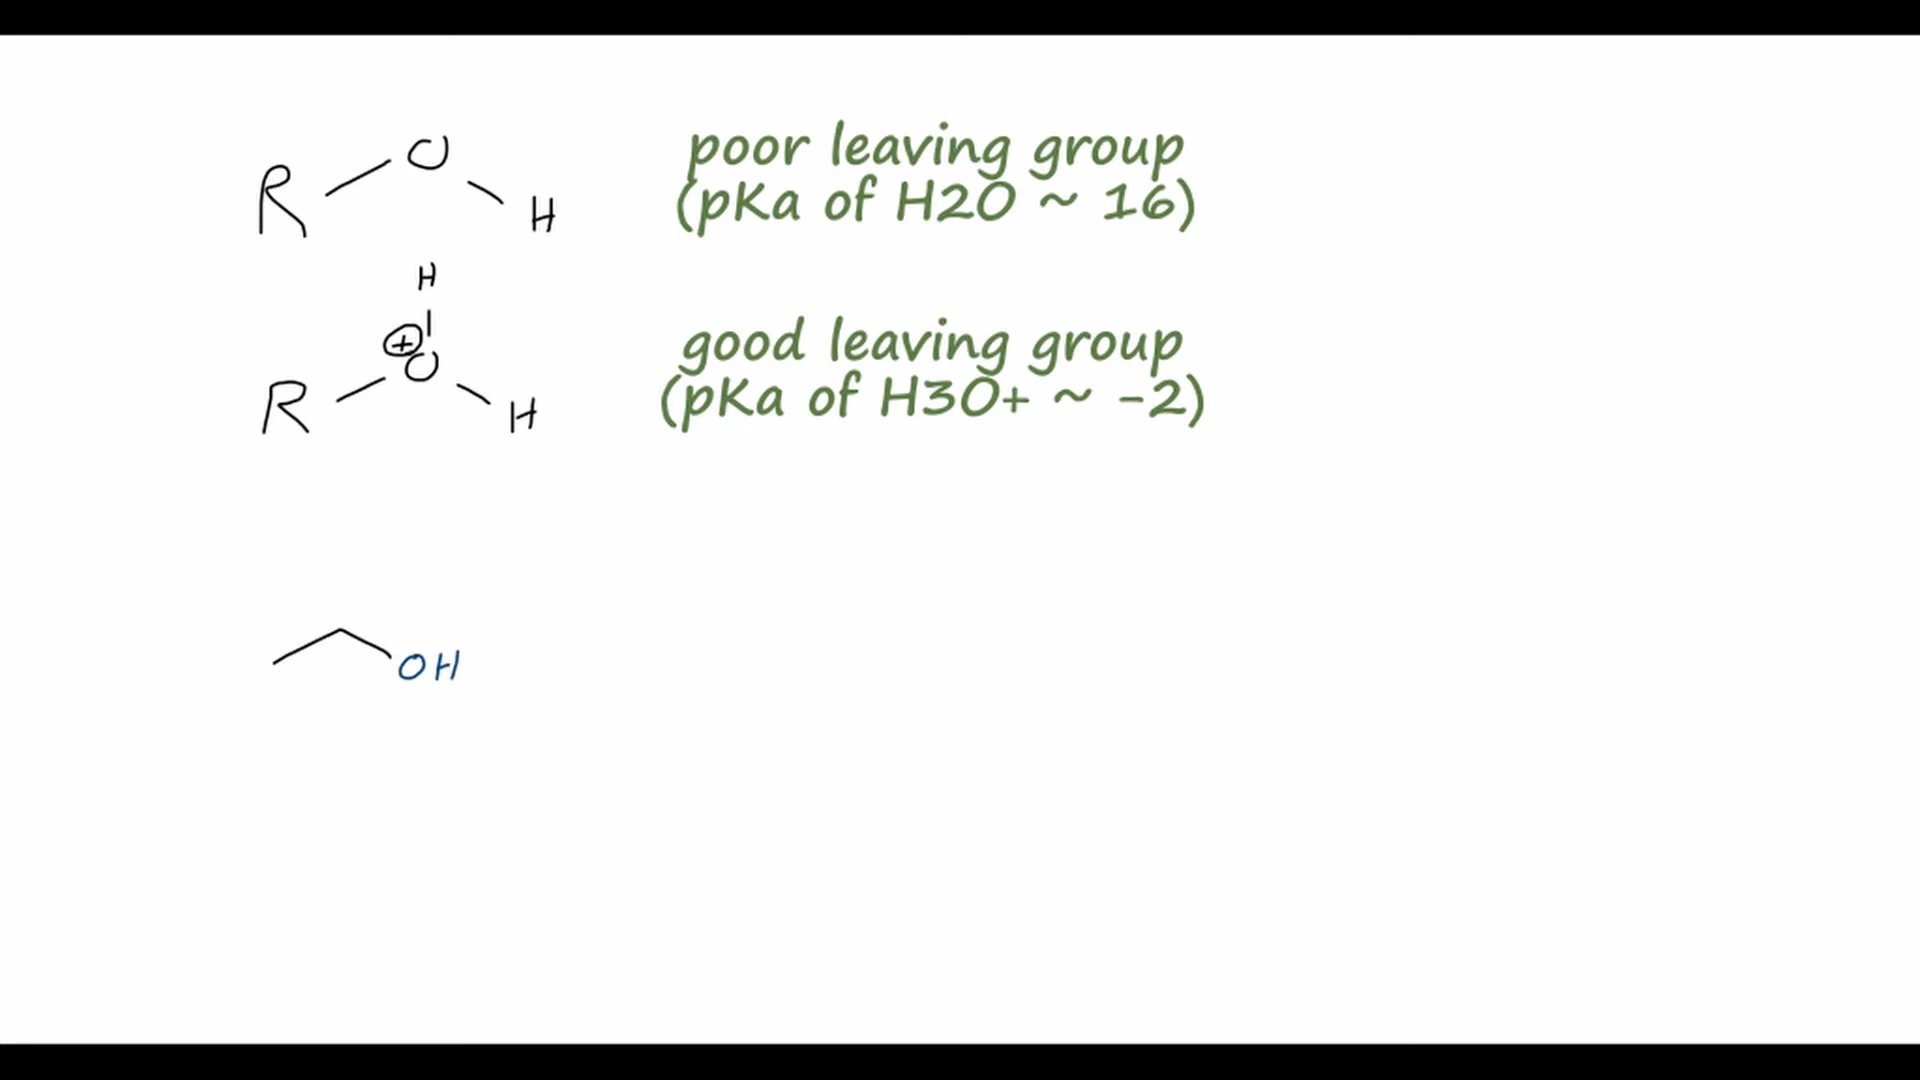 R O H
poor leaving group
(pKa of H2O ~ 16)
H
+
R O H
good leaving group
(pKa of H3O+ ~ -2)
OH